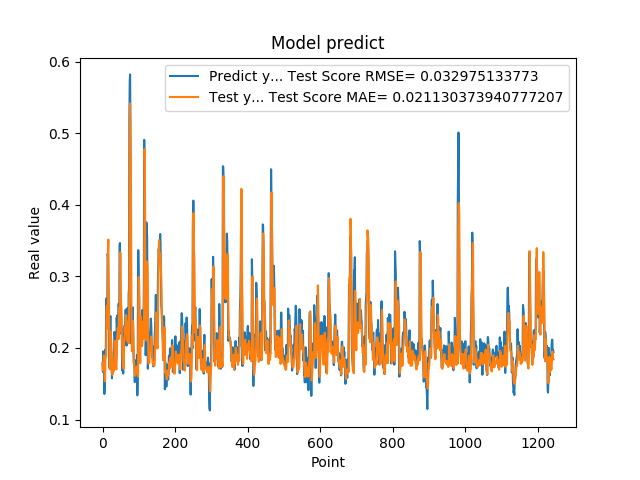 Model predict
Predict y... Test Score RMSE= 0.032975133773
Test y... Test Score MAE= 0.021130373940777207
0.6
0.5
0.4
0.3
0.2
0.1
Real value
0 200 400 600 800 1000 1200
Point